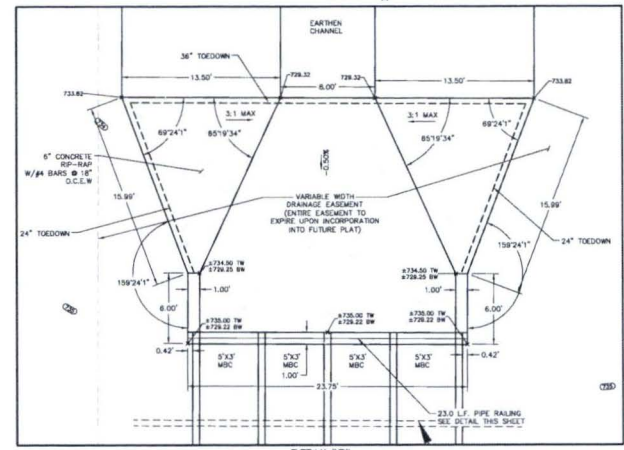 EARTHEN
CHANNEL
36" TOEDOWN
13.50'
729.32
729.32
8.00'
13.50'
733.82
733.82
3:1 MAX
3:1 MAX
69°24'1"
85°19'34"
85°19'34"
69°24'1"
-0.50%
6" CONCRETE
RIP-RAP
W/#4 BARS @ 18"
O.C.E.W
15.99'
15.99'
VARIABLE WIDTH
DRAINAGE EASEMENT
(ENTIRE EASEMENT TO
EXPIRE UPON INCORPORATION
INTO FUTURE PLAT)
24" TOEDOWN
24" TOEDOWN
±734.50 TW
±729.25 BW
±734.50 TW
±729.25 BW
159°24'1"
159°24'1"
1.00'
1.00'
6.00'
6.00'
±735.00 TW
±729.22 BW
±735.00 TW
±729.22 BW
±735.00 TW
±729.22 BW
0.42'
0.42'
5'X3'
MBC
5'X3'
MBC
5'X3'
MBC
5'X3'
MBC
1.00'
23.75'
23.0 L.F. PIPE RAILING
SEE DETAIL THIS SHEET